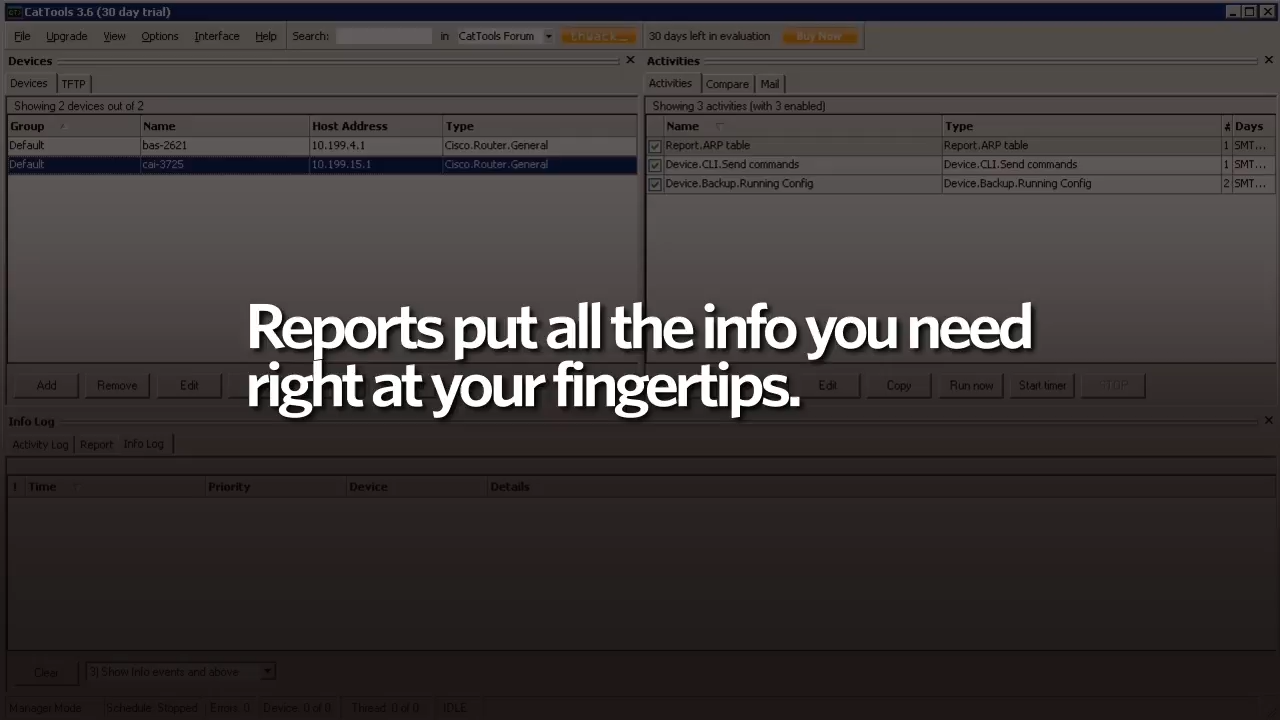 CatTools 3.6 (30 day trial)
File Upgrade View Options Interface Help Search: in CatTools Forum thwack 30 days left in evaluation Buy Now
Devices
Devices TFTP
Showing 2 devices out of 2
Group Name Host Address Type
Default bas-2621 10.199.4.1 Cisco.Router.General
Default cai-3725 10.199.15.1 Cisco.Router.General
Activities
Activities Compare Mail
Showing 3 activities (with 3 enabled)
Name Type # Days
Report.ARP table Report.ARP table 1 SMT...
Device.CLI.Send commands Device.CLI.Send commands 1 SMT...
Device.Backup.Running Config Device.Backup.Running Config 2 SMT...
Reports put all the info you need
right at your fingertips.
Add Remove Edit
Edit Copy Run now Start timer STOP
Info Log
Activity Log Report Info Log
! Time Priority Device Details
Clear 3) Show info events and above
Manager Mode Schedule: Stopped Errors: 0 Device: 0 of 0 Thread: 0 of 0 IDLE